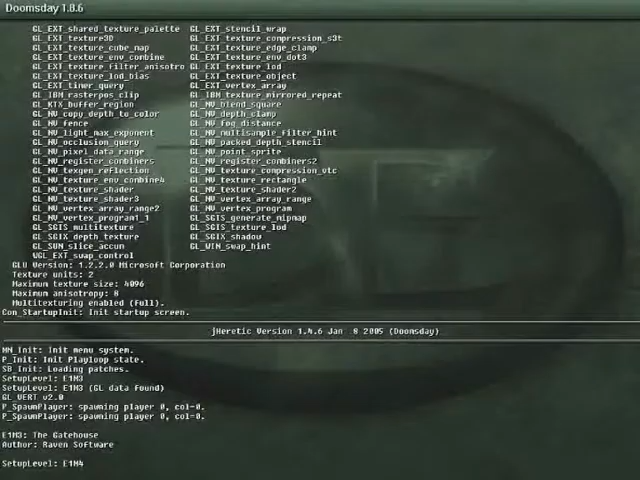 Doomsday 1.8.6
GL_EXT_shared_texture_palette GL_EXT_stencil_wrap
GL_EXT_texture3D GL_EXT_texture_compression_s3t
GL_EXT_texture_cube_map GL_EXT_texture_edge_clamp
GL_EXT_texture_env_combine GL_EXT_texture_env_dot3
GL_EXT_texture_filter_anisotro GL_EXT_texture_lod
GL_EXT_texture_lod_bias GL_EXT_texture_object
GL_EXT_timer_query GL_EXT_vertex_array
GL_IBM_rasterpos_clip GL_IBM_texture_mirrored_repeat
GL_KTX_buffer_region GL_NV_blend_square
GL_NV_copy_depth_to_color GL_NV_depth_clamp
GL_NV_fence GL_NV_fog_distance
GL_NV_light_max_exponent GL_NV_multisample_filter_hint
GL_NV_occlusion_query GL_NV_packed_depth_stencil
GL_NV_pixel_data_range GL_NV_point_sprite
GL_NV_register_combiners GL_NV_register_combiners2
GL_NV_texgen_reflection GL_NV_texture_compression_vtc
GL_NV_texture_env_combine4 GL_NV_texture_rectangle
GL_NV_texture_shader GL_NV_texture_shader2
GL_NV_texture_shader3 GL_NV_vertex_array_range
GL_NV_vertex_array_range2 GL_NV_vertex_program
GL_NV_vertex_program1_1 GL_SGIS_generate_mipmap
GL_SGIS_multitexture GL_SGIS_texture_lod
GL_SGIX_depth_texture GL_SGIX_shadow
GL_SUN_slice_accum GL_WIN_swap_hint
WGL_EXT_swap_control
GLU Version: 1.2.2.0 Microsoft Corporation
Texture units: 2
Maximum texture size: 4096
Maximum anisotropy: 8
Multitexturing enabled (full).
Con_StartupInit: Init startup screen.
jHeretic Version 1.4.6 Jan 8 2005 (Doomsday)
MN_Init: Init menu system.
P_Init: Init Playloop state.
SB_Init: Loading patches.
SetupLevel: E1M3
SetupLevel: E1M3 (GL data found)
GL_VERT v2.0
P_SpawnPlayer: spawning player 0, col=0.
P_SpawnPlayer: spawning player 0, col=0.
E1M3: The Gatehouse
Author: Raven Software
SetupLevel: E1M4